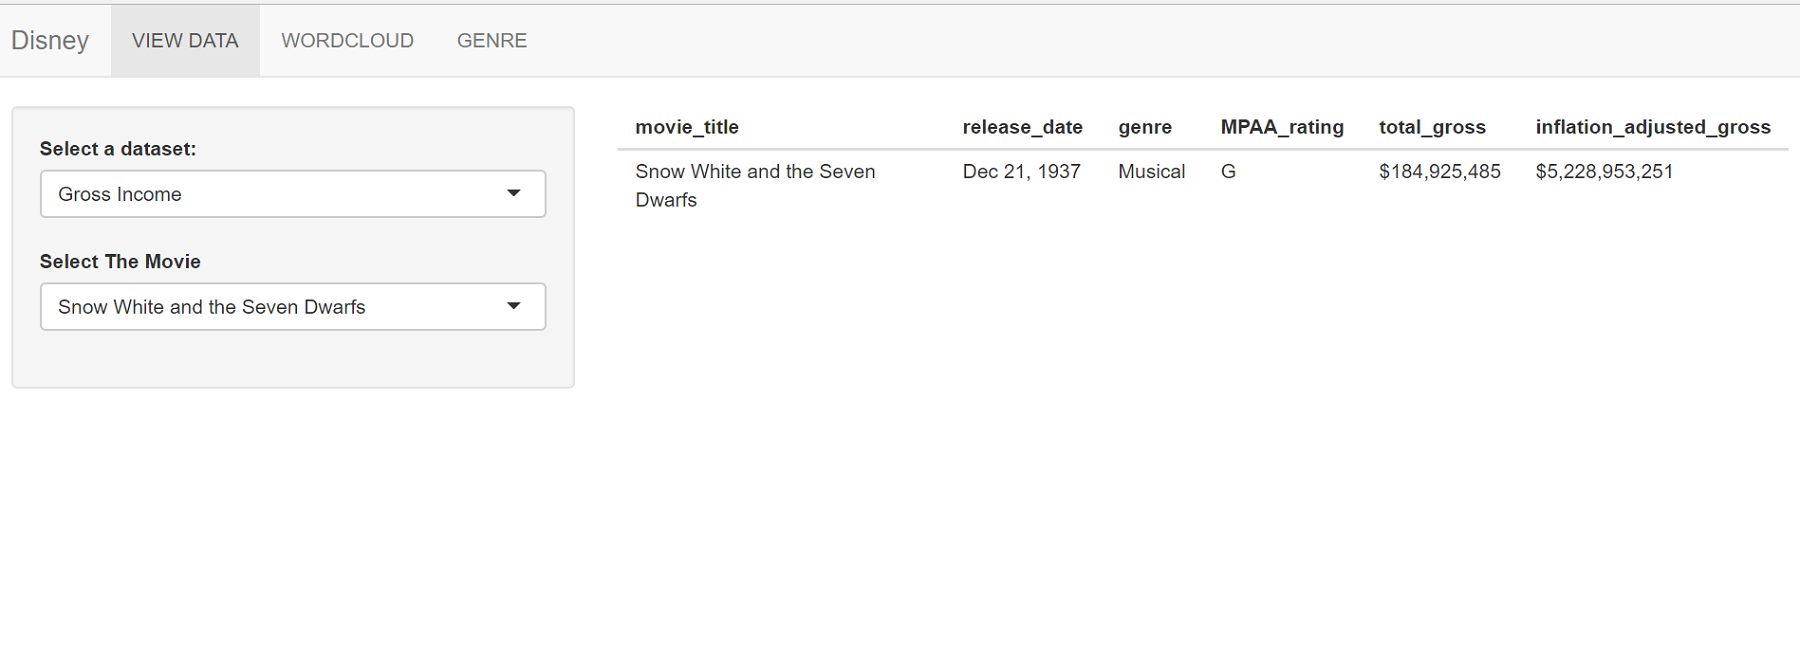 Disney VIEW DATA WORDCLOUD GENRE
Select a dataset:
Gross Income
Select The Movie
Snow White and the Seven Dwarfs
movie_title release_date genre MPAA_rating total_gross inflation_adjusted_gross
Snow White and the Seven Dec 21, 1937 Musical G $184,925,485 $5,228,953,251
Dwarfs